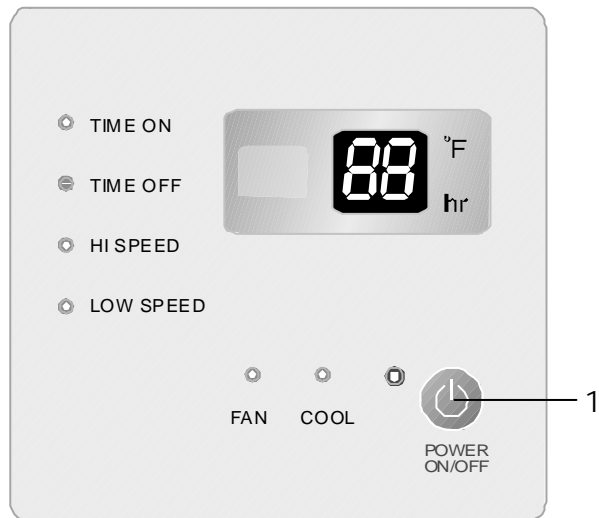 TIME ON
88 °F
TIME OFF
hr
HI SPEED
LOW SPEED
FAN COOL
1
POWER
ON/OFF